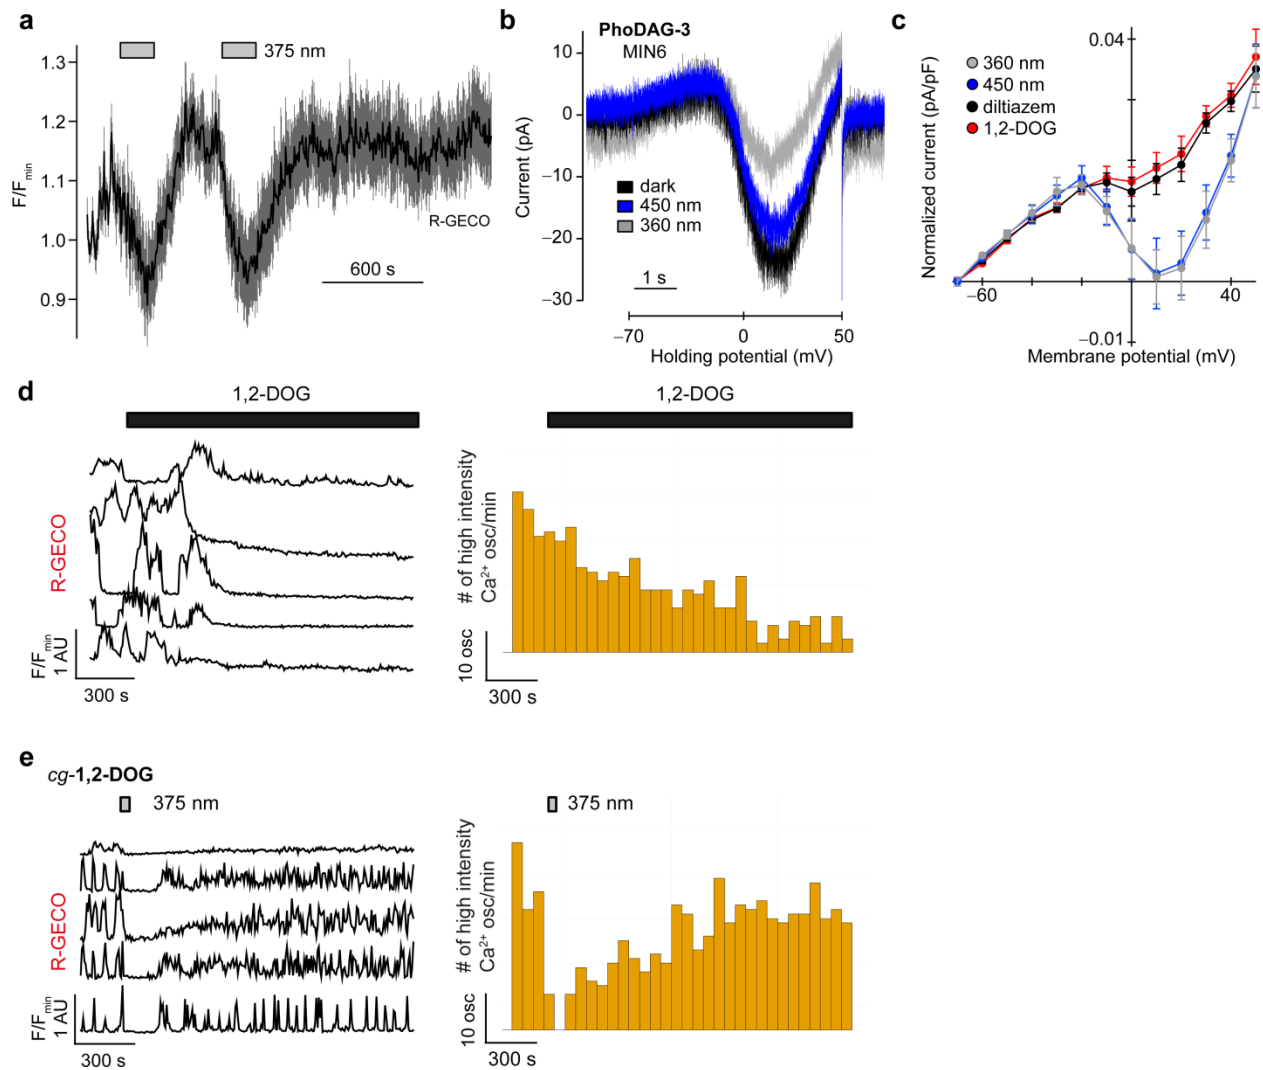 a
375 nm
1.3
1.2
1.1
1.0
0.9
F/Fmin
R-GECO
600 s
b
PhoDAG-3
MIN6
10
0
−10
−20
−30
Current (pA)
dark
450 nm
360 nm
1 s
−70
0
50
Holding potential (mV)
c
0.04
360 nm
450 nm
diltiazem
1,2-DOG
Normalized current (pA/pF)
−60
40
−0.01
Membrane potential (mV)
d
1,2-DOG
R-GECO
F/Fmin
1 AU
300 s
1,2-DOG
# of high intensity
Ca2+ osc/min
10 osc
300 s
e
cg-1,2-DOG
375 nm
R-GECO
F/Fmin
1 AU
300 s
375 nm
# of high intensity
Ca2+ osc/min
10 osc
300 s